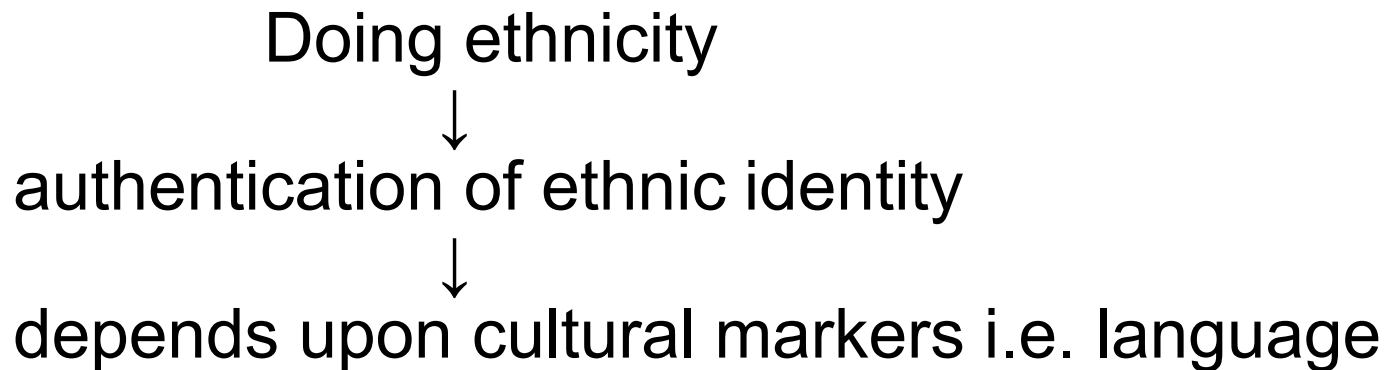 Doing ethnicity
↓
authentication of ethnic identity
↓
depends upon cultural markers i.e. language